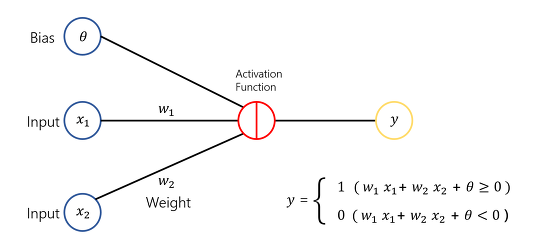 Bias θ
Activation
Function
Input x₁ w₁ y
w₂
Input x₂ Weight
y = { 1 ( w₁ x₁ + w₂ x₂ + θ ≥ 0 )
0 ( w₁ x₁ + w₂ x₂ + θ < 0 )